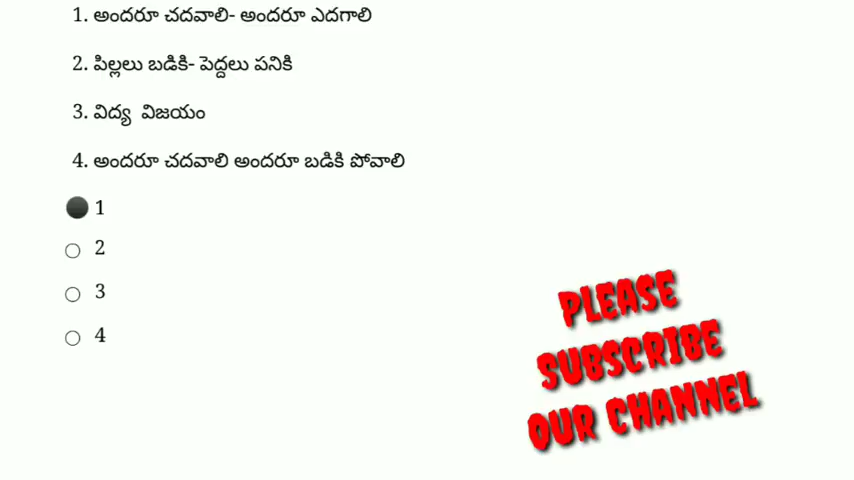 1. అందరూ చదవాలి- అందరూ ఎదగాలి
2. పిల్లలు బడికి- పెద్దలు పనికి
3. విద్య విజయం
4. అందరూ చదవాలి అందరూ బడికి పోవాలి
1
2
3
4
PLEASE
SUBSCRIBE
OUR CHANNEL